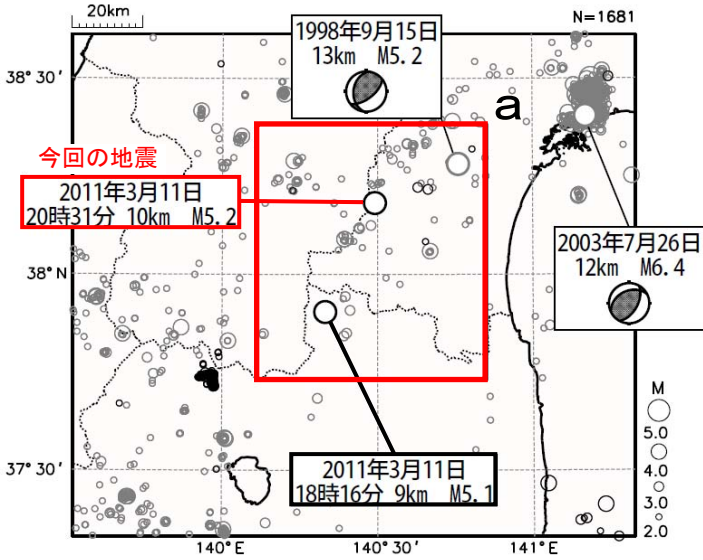 20km
N=1681
1998年9月15日
13km M5.2
38°30′
a
今回の地震
2011年3月11日
20時31分 10km M5.2
2003年7月26日
12km M6.4
38°N
M
5.0
4.0
3.0
2.0
2011年3月11日
18時16分 9km M5.1
37°30′
140°E
140°30′
141°E